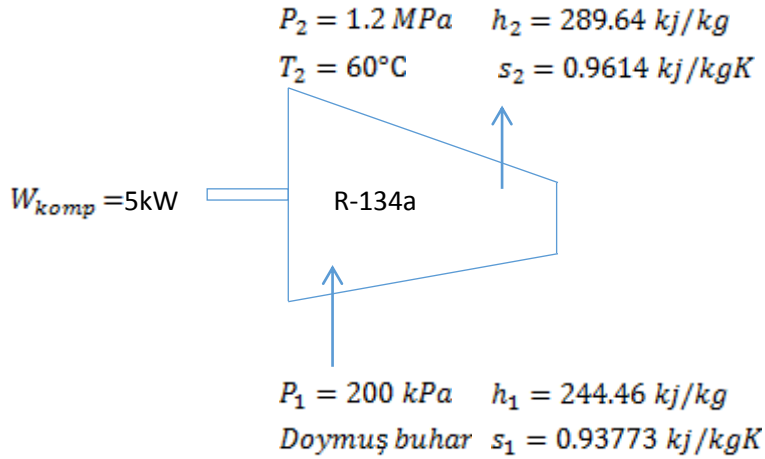 P₂ = 1.2 MPa h₂ = 289.64 kj/kg
T₂ = 60°C s₂ = 0.9614 kj/kgK
W_komp =5kW
R-134a
P₁ = 200 kPa h₁ = 244.46 kj/kg
Doymuş buhar s₁ = 0.93773 kj/kgK